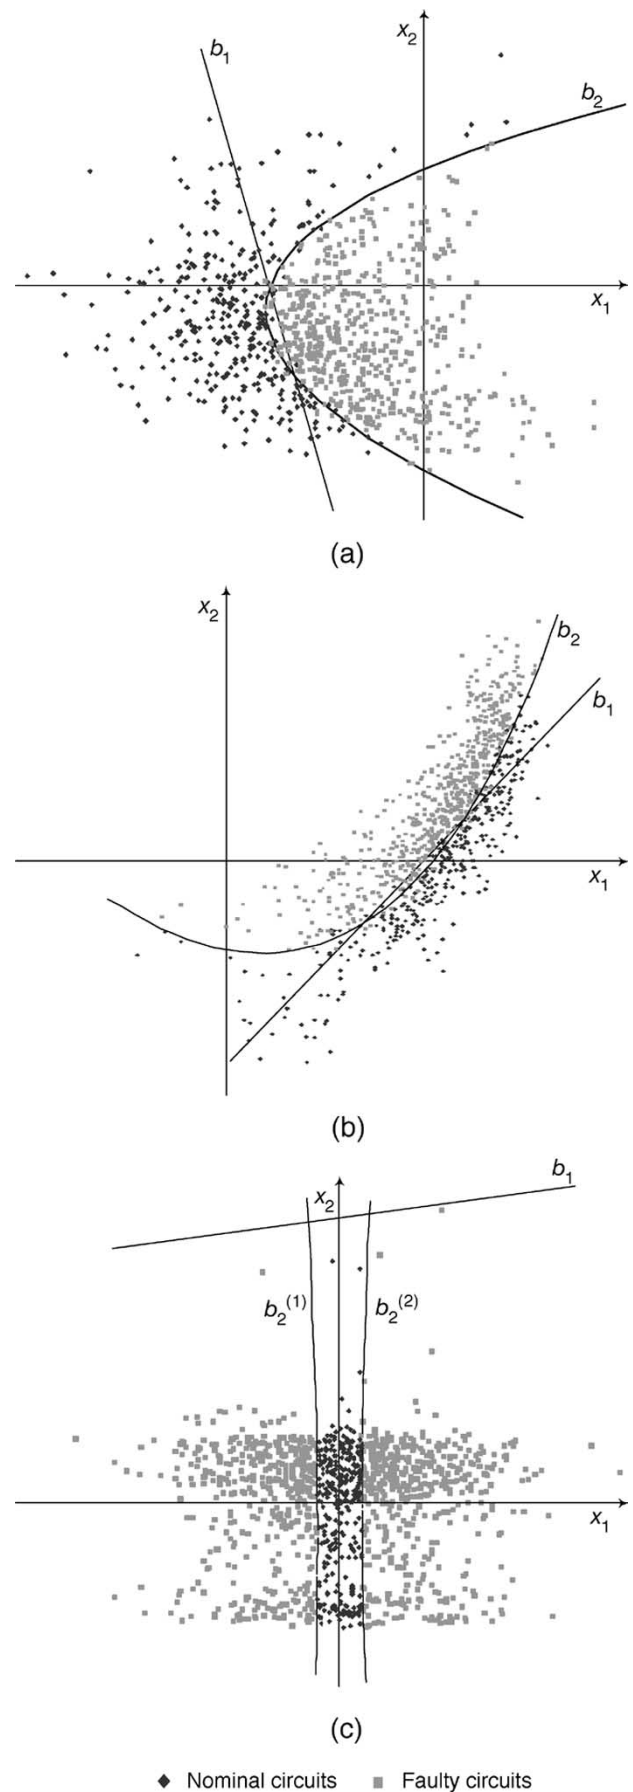 x2
b1
b2
x1
(a)
x2
b2
b1
x1
(b)
b1
x2
b2(1)
b2(2)
x1
(c)
Nominal circuits
Faulty circuits